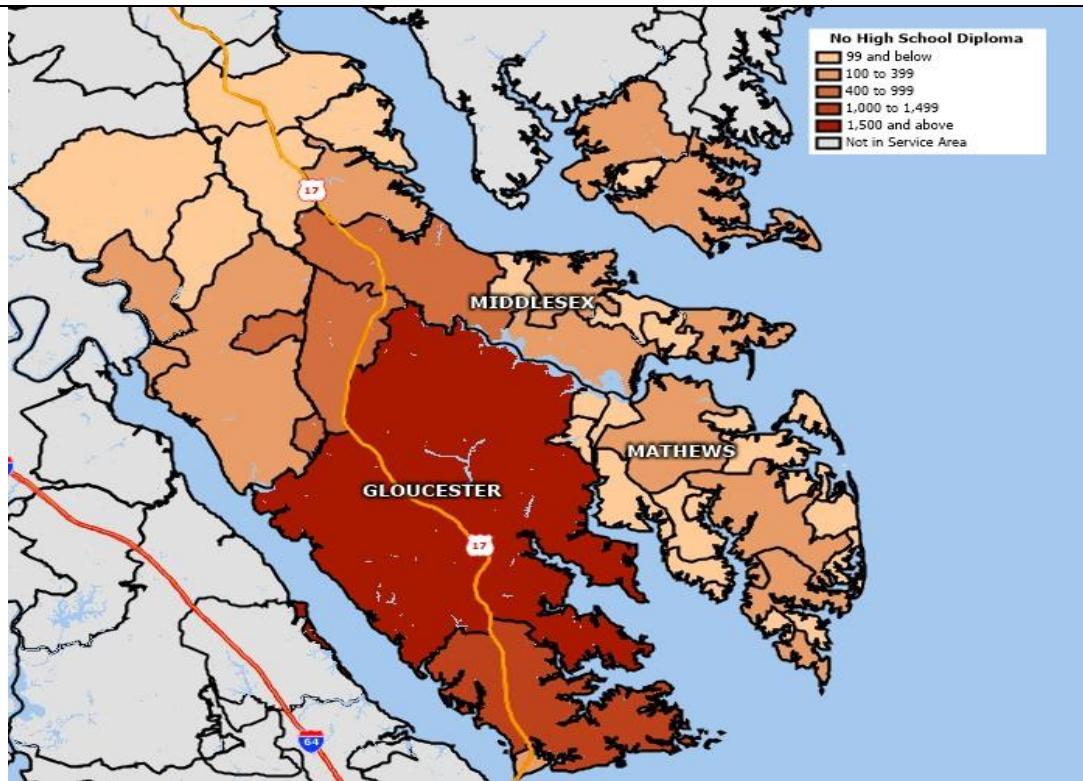 No High School Diploma
99 and below
100 to 399
400 to 999
1,000 to 1,499
1,500 and above
Not in Service Area
17
MIDDLESEX
MATHEWS
GLOUCESTER
17
64